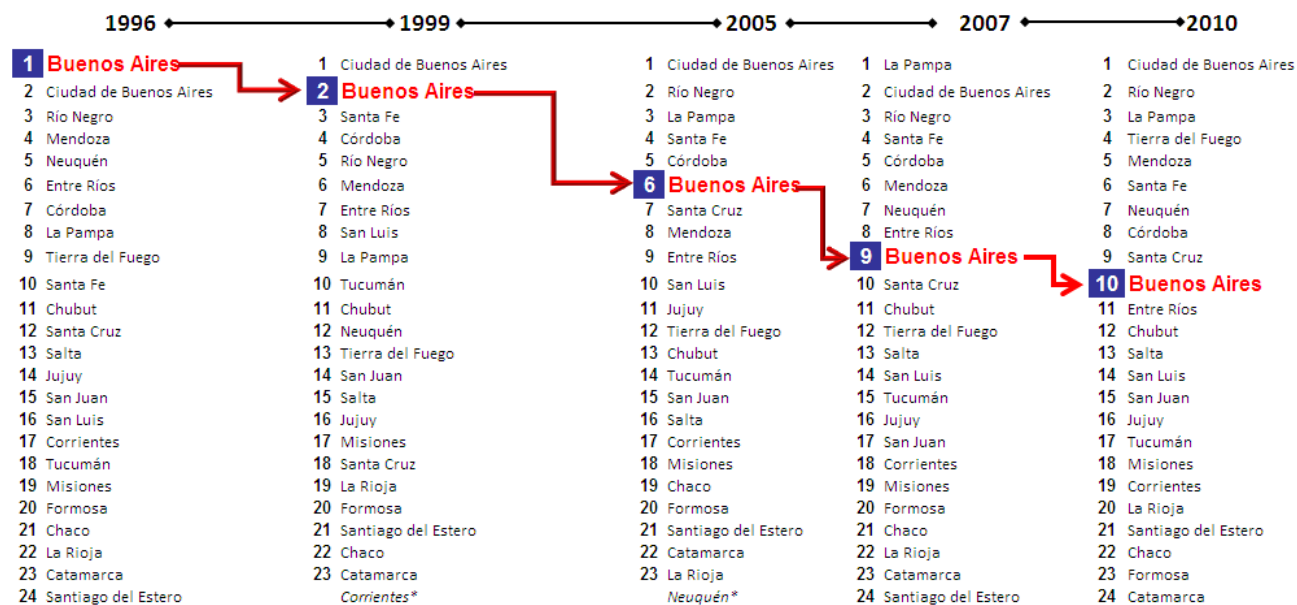 1996 1999 2005 2007 2010
1 Buenos Aires
2 Ciudad de Buenos Aires
3 Río Negro
4 Mendoza
5 Neuquén
6 Entre Ríos
7 Córdoba
8 La Pampa
9 Tierra del Fuego
10 Santa Fe
11 Chubut
12 Santa Cruz
13 Salta
14 Jujuy
15 San Juan
16 San Luis
17 Corrientes
18 Tucumán
19 Misiones
20 Formosa
21 Chaco
22 La Rioja
23 Catamarca
24 Santiago del Estero
1 Ciudad de Buenos Aires
2 Buenos Aires
3 Santa Fe
4 Córdoba
5 Río Negro
6 Mendoza
7 Entre Ríos
8 San Luis
9 La Pampa
10 Tucumán
11 Chubut
12 Neuquén
13 Tierra del Fuego
14 San Juan
15 Salta
16 Jujuy
17 Misiones
18 Santa Cruz
19 La Rioja
20 Formosa
21 Santiago del Estero
22 Chaco
23 Catamarca
Corrientes*
1 Ciudad de Buenos Aires
2 Río Negro
3 La Pampa
4 Santa Fe
5 Córdoba
6 Buenos Aires
7 Santa Cruz
8 Mendoza
9 Entre Ríos
10 San Luis
11 Jujuy
12 Tierra del Fuego
13 Chubut
14 Tucumán
15 San Juan
16 Salta
17 Corrientes
18 Misiones
19 Chaco
20 Formosa
21 Santiago del Estero
22 Catamarca
23 La Rioja
Neuquén*
1 La Pampa
2 Ciudad de Buenos Aires
3 Río Negro
4 Santa Fe
5 Córdoba
6 Mendoza
7 Neuquén
8 Entre Ríos
9 Buenos Aires
10 Santa Cruz
11 Chubut
12 Tierra del Fuego
13 Salta
14 San Luis
15 Tucumán
16 Jujuy
17 San Juan
18 Corrientes
19 Misiones
20 Formosa
21 Chaco
22 La Rioja
23 Catamarca
24 Santiago del Estero
1 Ciudad de Buenos Aires
2 Río Negro
3 La Pampa
4 Tierra del Fuego
5 Mendoza
6 Santa Fe
7 Neuquén
8 Córdoba
9 Santa Cruz
10 Buenos Aires
11 Entre Ríos
12 Chubut
13 Salta
14 San Luis
15 San Juan
16 Jujuy
17 Tucumán
18 Misiones
19 Corrientes
20 La Rioja
21 Santiago del Estero
22 Chaco
23 Formosa
24 Catamarca